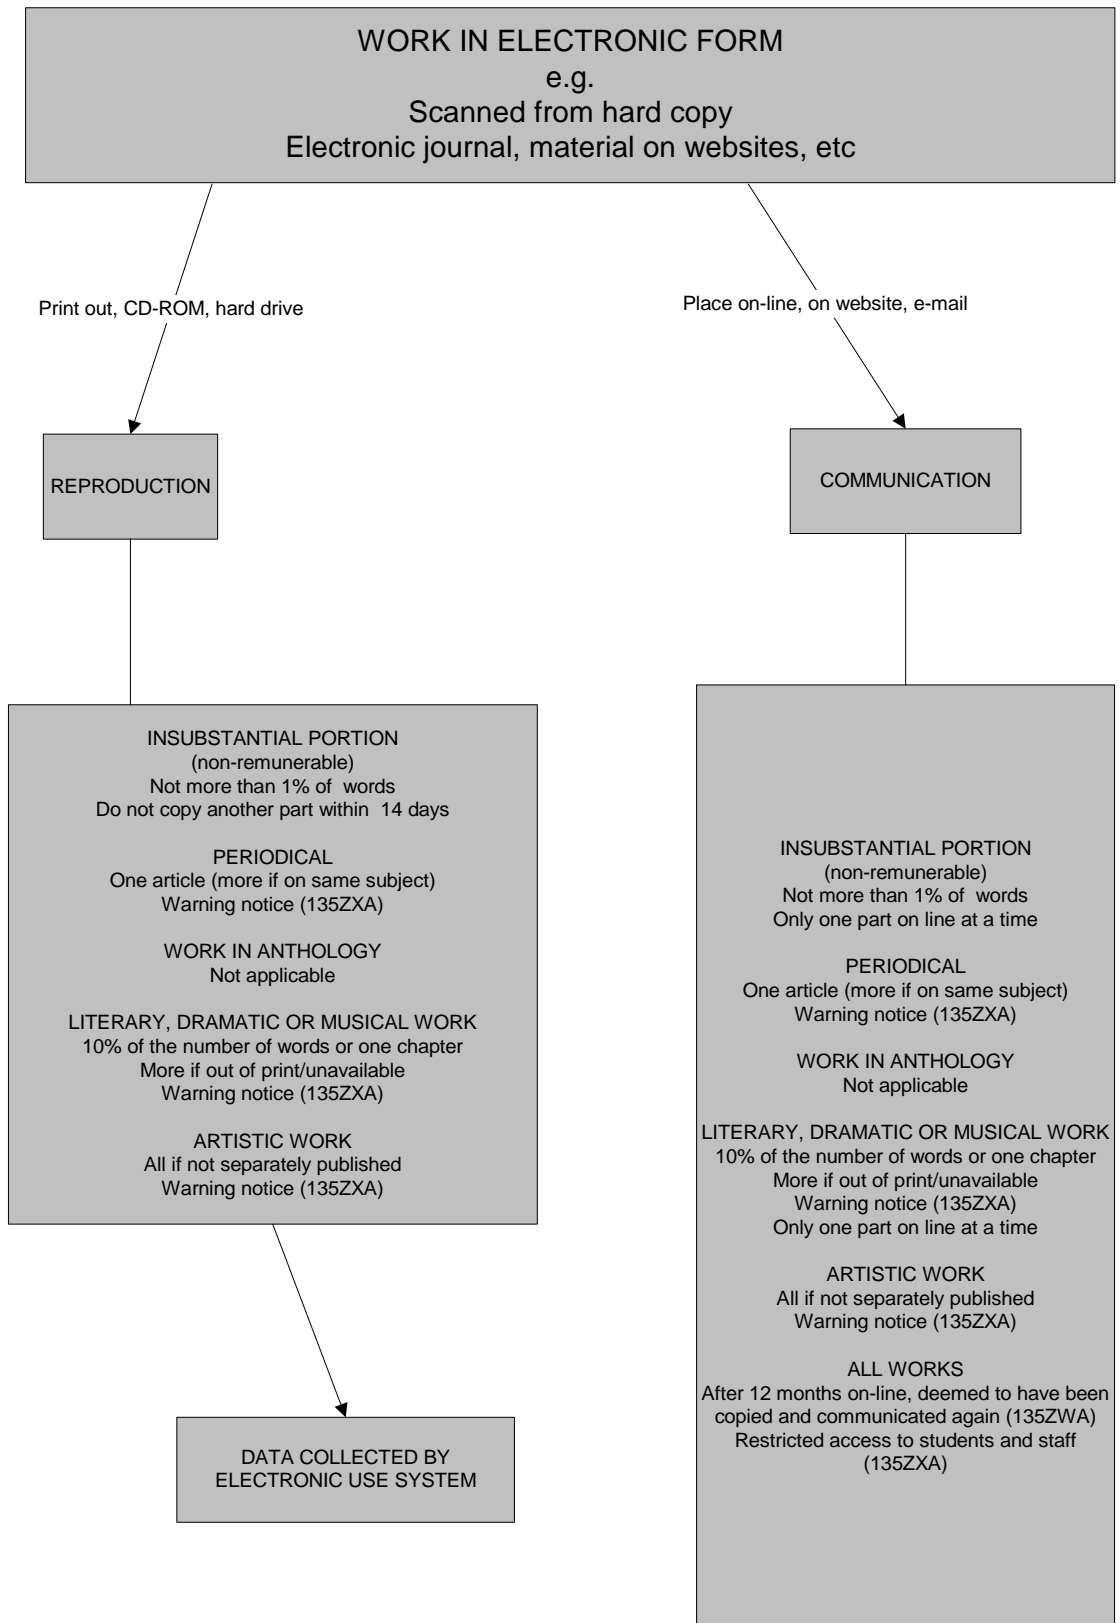 WORK IN ELECTRONIC FORM
e.g.
Scanned from hard copy
Electronic journal, material on websites, etc
Print out, CD-ROM, hard drive
Place on-line, on website, e-mail
REPRODUCTION
COMMUNICATION
INSUBSTANTIAL PORTION
(non-remunerable)
Not more than 1% of words
Do not copy another part within 14 days
PERIODICAL
One article (more if on same subject)
Warning notice (135ZXA)
WORK IN ANTHOLOGY
Not applicable
LITERARY, DRAMATIC OR MUSICAL WORK
10% of the number of words or one chapter
More if out of print/unavailable
Warning notice (135ZXA)
ARTISTIC WORK
All if not separately published
Warning notice (135ZXA)
DATA COLLECTED BY
ELECTRONIC USE SYSTEM
INSUBSTANTIAL PORTION
(non-remunerable)
Not more than 1% of words
Only one part on line at a time
PERIODICAL
One article (more if on same subject)
Warning notice (135ZXA)
WORK IN ANTHOLOGY
Not applicable
LITERARY, DRAMATIC OR MUSICAL WORK
10% of the number of words or one chapter
More if out of print/unavailable
Warning notice (135ZXA)
Only one part on line at a time
ARTISTIC WORK
All if not separately published
Warning notice (135ZXA)
ALL WORKS
After 12 months on-line, deemed to have been
copied and communicated again (135ZWA)
Restricted access to students and staff
(135ZXA)